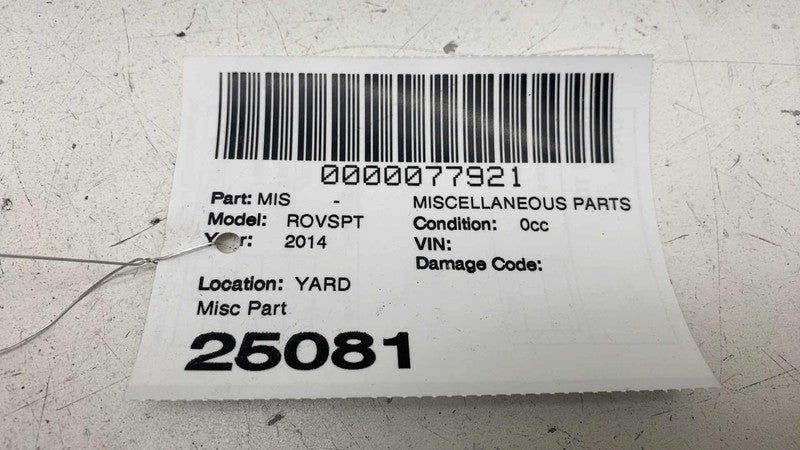 0000077921
Part: MIS - MISCELLANEOUS PARTS
Model: ROVSPT Condition: 0cc
2014 VIN:
Damage Code:
Location: YARD
Misc Part
25081